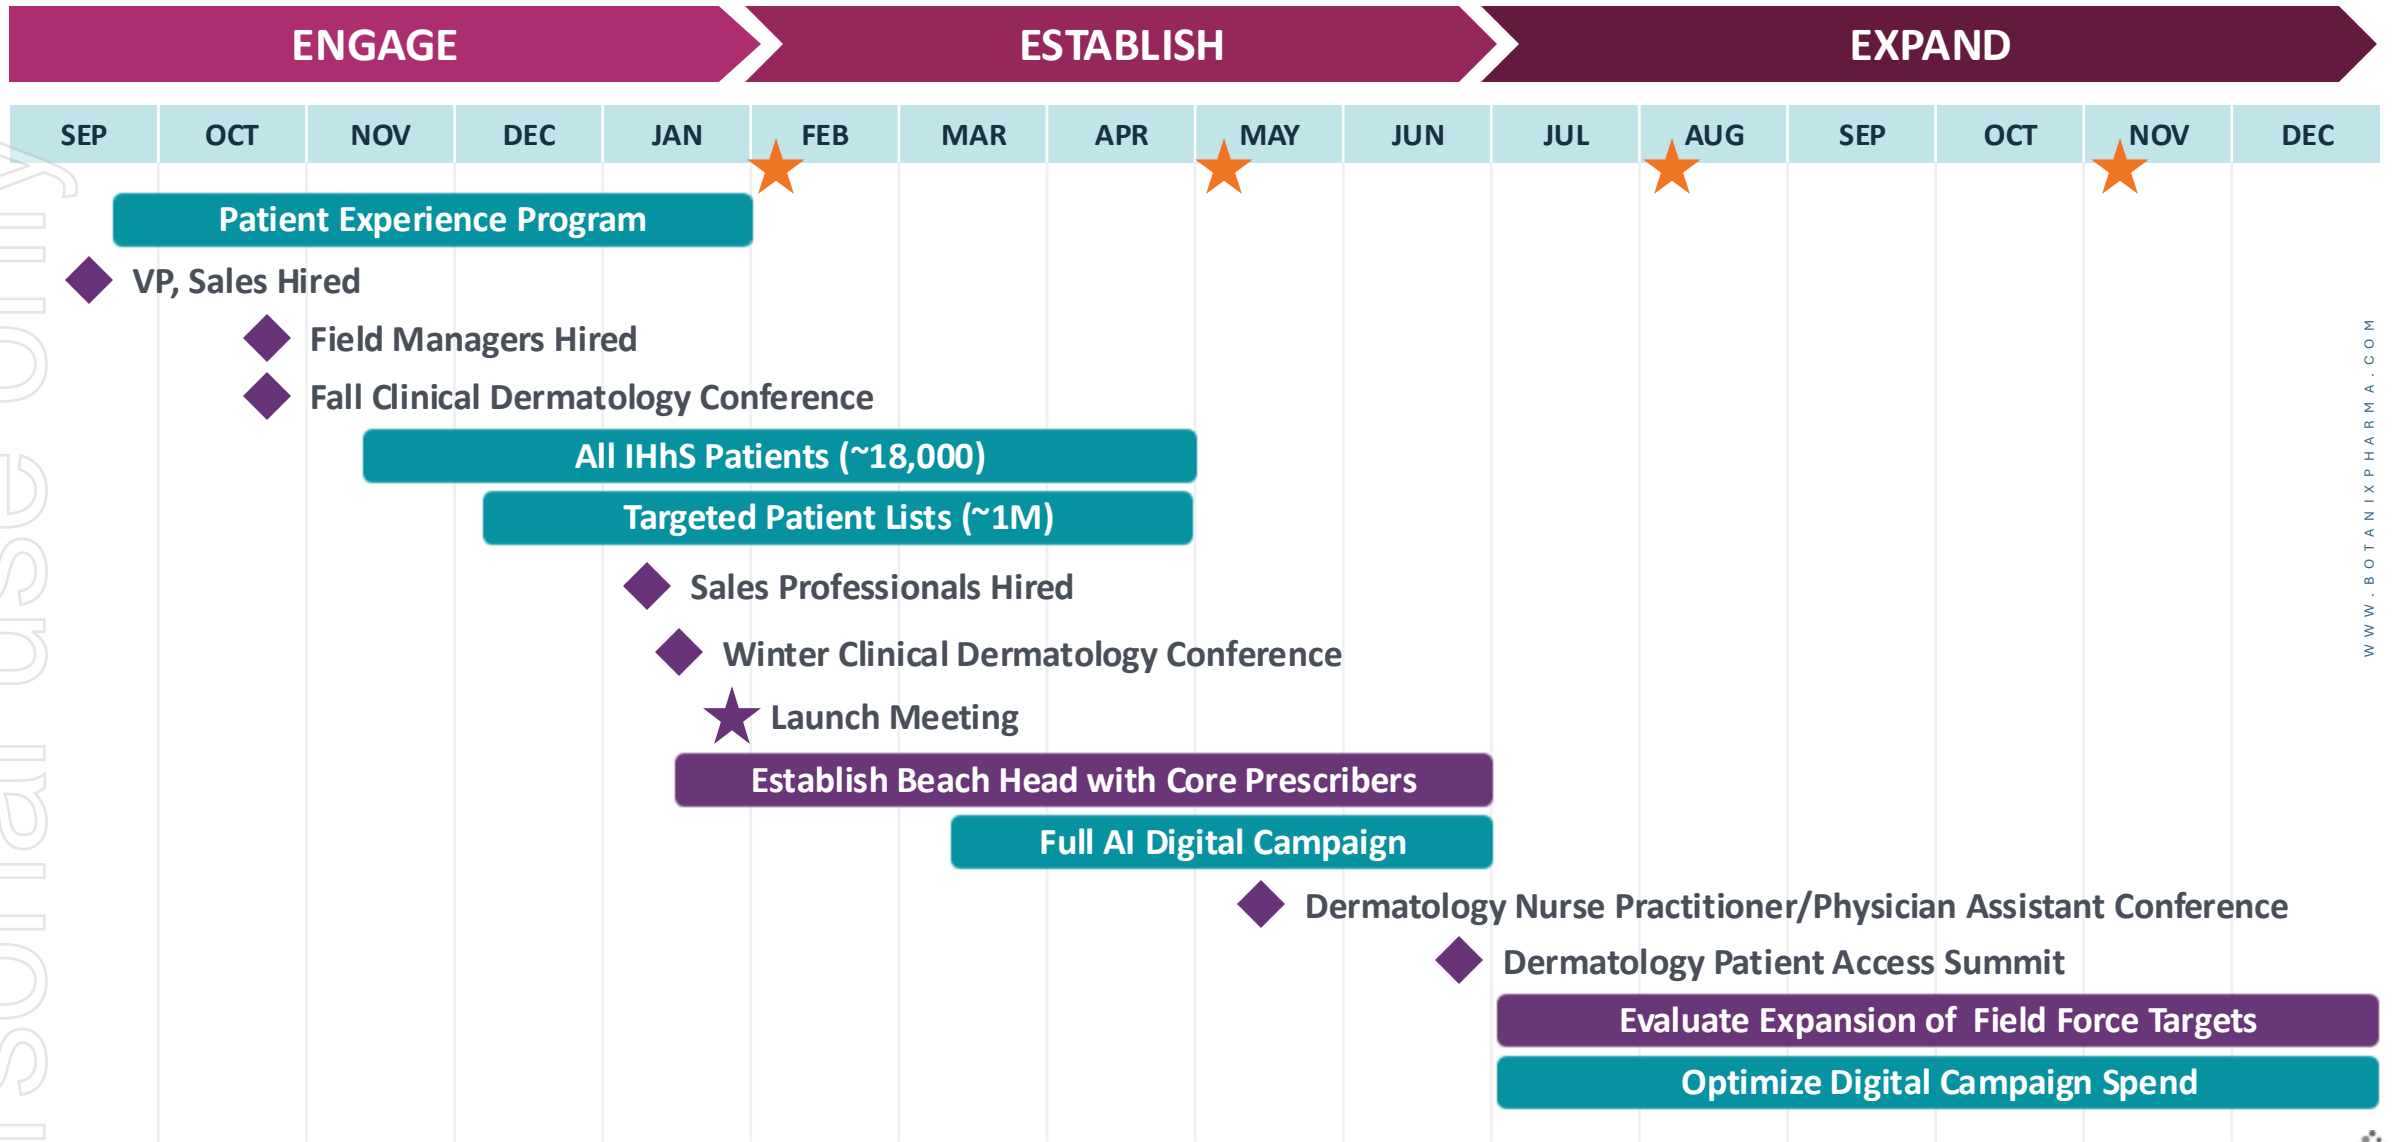 ENGAGE
ESTABLISH
EXPAND
SEP
OCT
NOV
DEC
JAN
FEB
MAR
APR
MAY
JUN
JUL
AUG
SEP
OCT
NOV
DEC
Patient Experience Program
VP, Sales Hired
Field Managers Hired
Fall Clinical Dermatology Conference
All IHhS Patients (~18,000)
Targeted Patient Lists (~1M)
Sales Professionals Hired
Winter Clinical Dermatology Conference
Launch Meeting
Establish Beach Head with Core Prescribers
Full AI Digital Campaign
Dermatology Nurse Practitioner/Physician Assistant Conference
Dermatology Patient Access Summit
Evaluate Expansion of Field Force Targets
Optimize Digital Campaign Spend
WWW.BOTANIXPHARMA.COM
rsonal use only